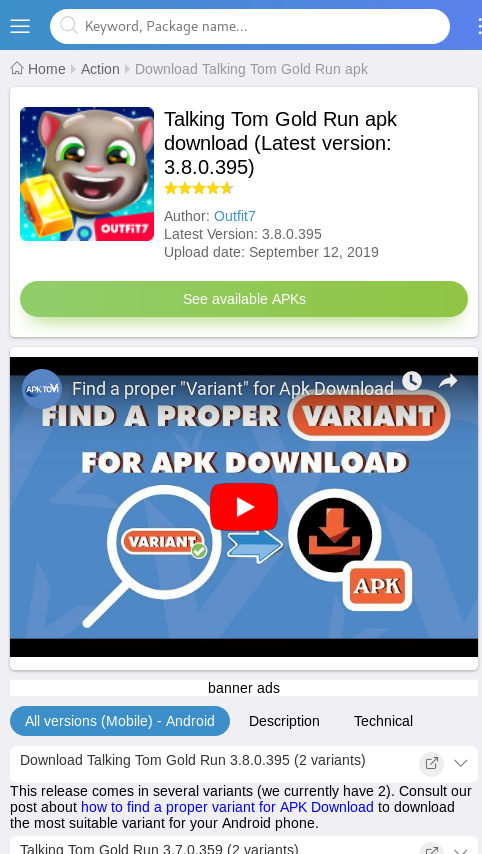 Keyword, Package name...
Home Action Download Talking Tom Gold Run apk
Talking Tom Gold Run apk
download (Latest version:
3.8.0.395)
OUTFIT7
Author: Outfit7
Latest Version: 3.8.0.395
Upload date: September 12, 2019
See available APKs
Find a proper "Variant" for Apk Download
FIND A PROPER VARIANT
FOR APK DOWNLOAD
VARIANT
APK
banner ads
All versions (Mobile) - Android Description Technical
Download Talking Tom Gold Run 3.8.0.395 (2 variants)
This release comes in several variants (we currently have 2). Consult our
post about how to find a proper variant for APK Download to download
the most suitable variant for your Android phone.
Talking Tom Gold Run 3.7.0.359 (2 variants)